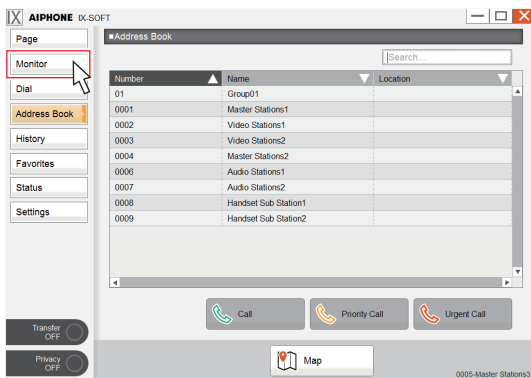 IX AIPHONE IX-SOFT
Page
Monitor
Dial
Address Book
History
Favorites
Status
Settings
Transfer
OFF
Privacy
OFF
■Address Book
Search...
Number Name Location
01 Group01
0001 Master Stations1
0002 Video Stations1
0003 Video Stations2
0004 Master Stations2
0006 Audio Stations1
0007 Audio Stations2
0008 Handset Sub Station1
0009 Handset Sub Station2
Call Priority Call Urgent Call
Map
0005-Master Stations3